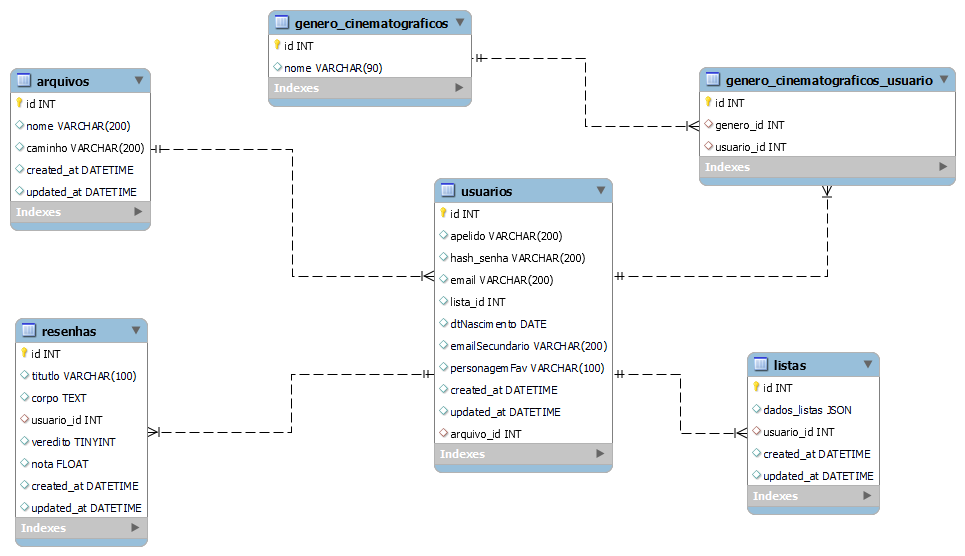 genero_cinematograficos
id INT
nome VARCHAR(90)
Indexes
arquivos
id INT
nome VARCHAR(200)
caminho VARCHAR(200)
created_at DATETIME
updated_at DATETIME
Indexes
genero_cinematograficos_usuario
id INT
genero_id INT
usuario_id INT
Indexes
usuarios
id INT
apelido VARCHAR(200)
hash_senha VARCHAR(200)
email VARCHAR(200)
lista_id INT
dtNascimento DATE
emailSecundario VARCHAR(200)
personagemFav VARCHAR(100)
created_at DATETIME
updated_at DATETIME
arquivo_id INT
Indexes
resenhas
id INT
titutlo VARCHAR(100)
corpo TEXT
usuario_id INT
veredito TINYINT
nota FLOAT
created_at DATETIME
updated_at DATETIME
Indexes
listas
id INT
dados_listas JSON
usuario_id INT
created_at DATETIME
updated_at DATETIME
Indexes